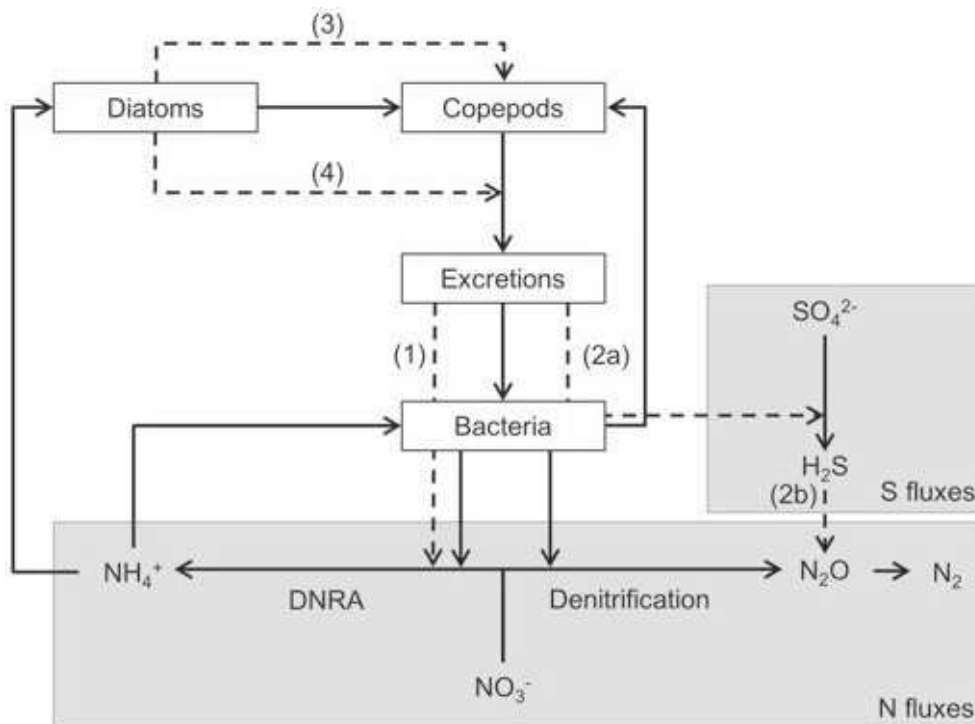 (3)
Diatoms
Copepods
(4)
Excretions
SO₄²⁻
(1)
(2a)
Bacteria
H₂S
(2b)
S fluxes
NH₄⁺
N₂O
N₂
DNRA
Denitrification
NO₃⁻
N fluxes